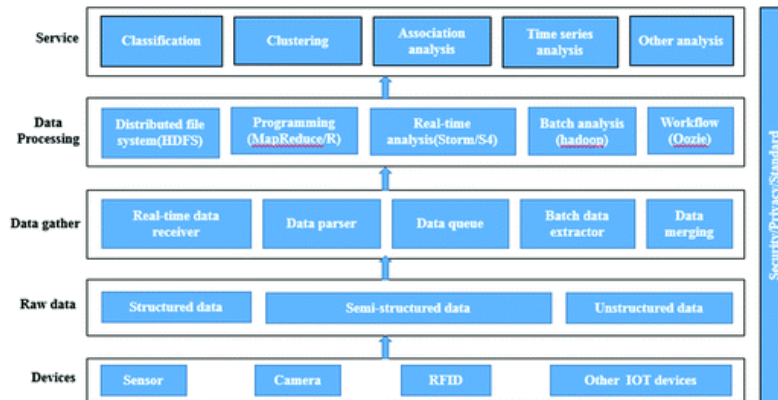 Service
Classification
Clustering
Association
analysis
Time series
analysis
Other analysis
Data
Processing
Distributed file
system(HDFS)
Programming
(MapReduce/R)
Real-time
analysis(Storm/S4)
Batch analysis
(hadoop)
Workflow
(Oozie)
Data gather
Real-time data
receiver
Data parser
Data queue
Batch data
extractor
Data
merging
Raw data
Structured data
Semi-structured data
Unstructured data
Devices
Sensor
Camera
RFID
Other IOT devices
Security/Privacy/Standard